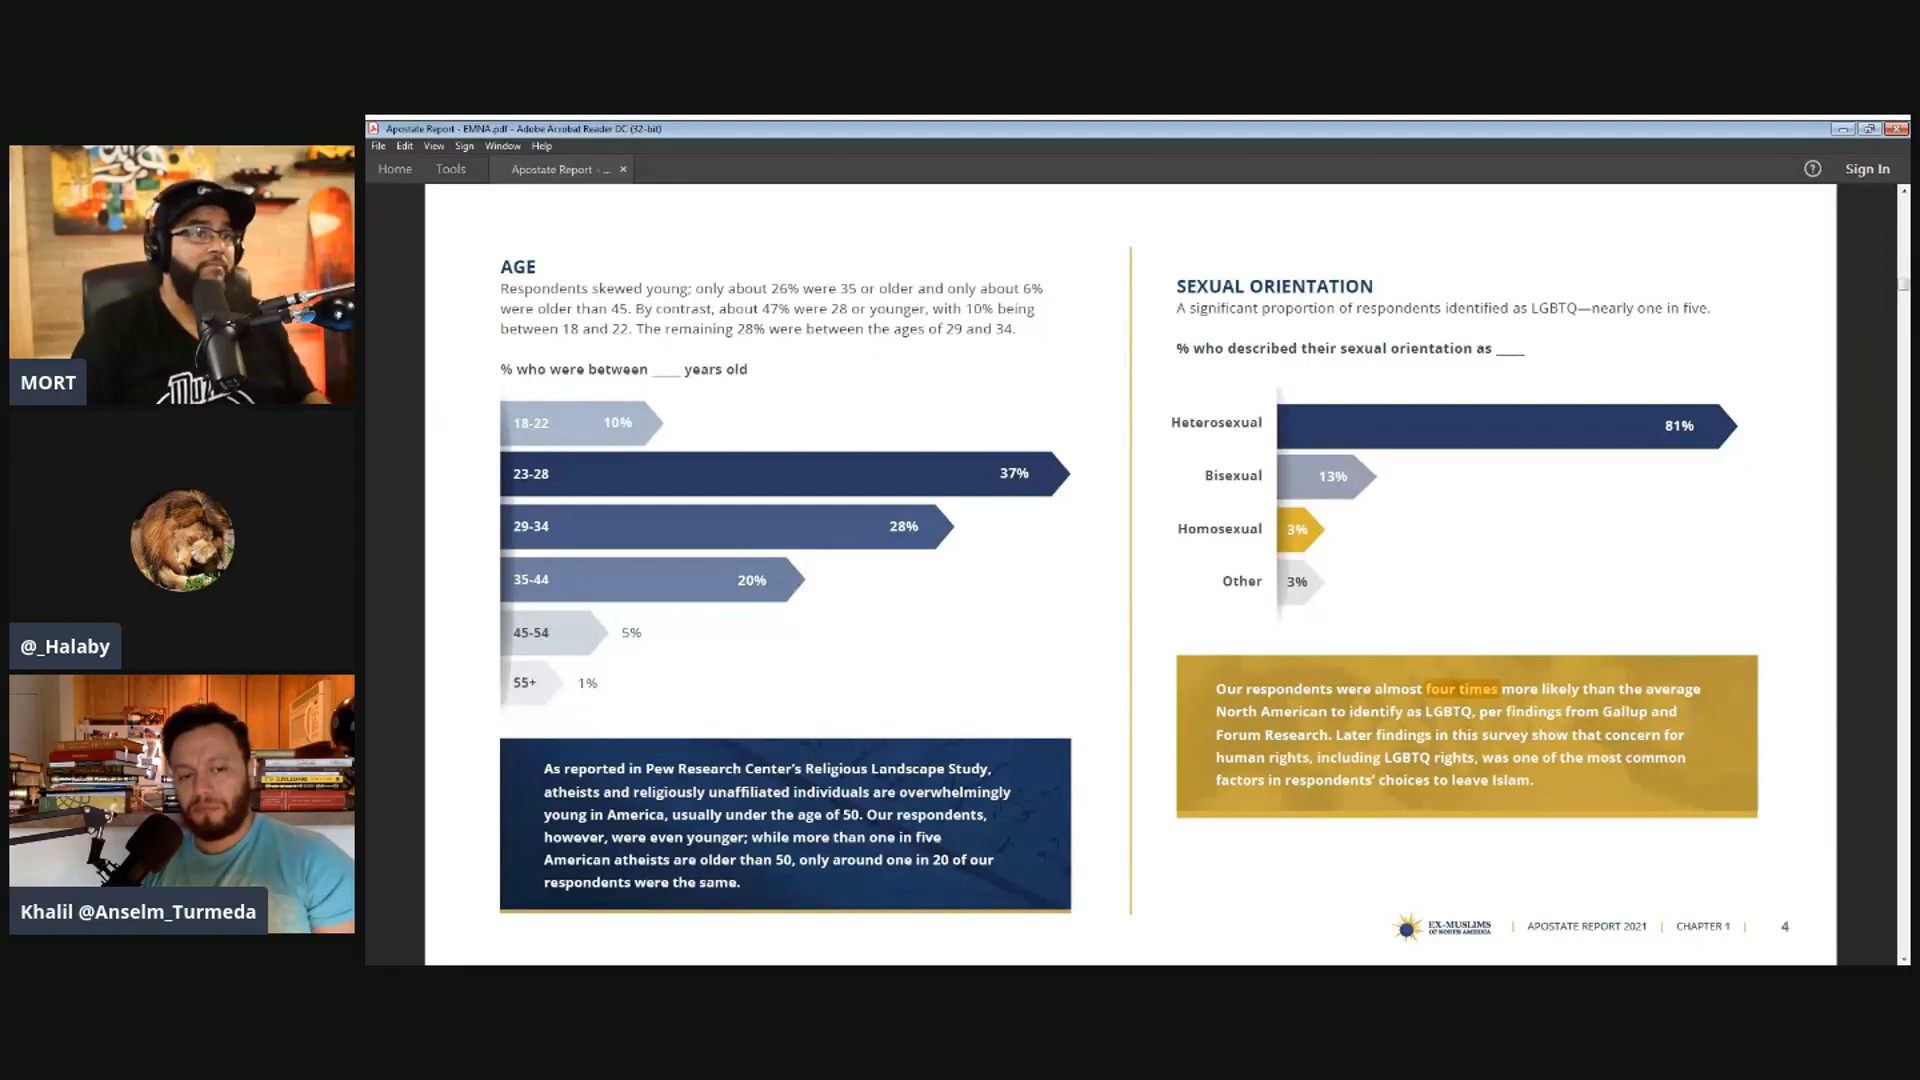 Apostate Report - EMNA.pdf - Adobe Acrobat Reader DC (32-bit)
File Edit View Sign Window Help
Home Tools Apostate Report - ... × Sign In
AGE
Respondents skewed young; only about 26% were 35 or older and only about 6%
were older than 45. By contrast, about 47% were 28 or younger, with 10% being
between 18 and 22. The remaining 28% were between the ages of 29 and 34.
% who were between ____ years old
18-22 10%
23-28 37%
29-34 28%
35-44 20%
45-54 5%
55+ 1%
As reported in Pew Research Center's Religious Landscape Study,
atheists and religiously unaffiliated individuals are overwhelmingly
young in America, usually under the age of 50. Our respondents,
however, were even younger; while more than one in five
American atheists are older than 50, only around one in 20 of our
respondents were the same.
SEXUAL ORIENTATION
A significant proportion of respondents identified as LGBTQ—nearly one in five.
% who described their sexual orientation as ____
Heterosexual 81%
Bisexual 13%
Homosexual 3%
Other 3%
Our respondents were almost four times more likely than the average
North American to identify as LGBTQ, per findings from Gallup and
Forum Research. Later findings in this survey show that concern for
human rights, including LGBTQ rights, was one of the most common
factors in respondents' choices to leave Islam.
EX-MUSLIMS
OF NORTH AMERICA
| APOSTATE REPORT 2021 | CHAPTER 1 | 4
MORT
@_Halaby
Khalil @Anselm_Turmeda